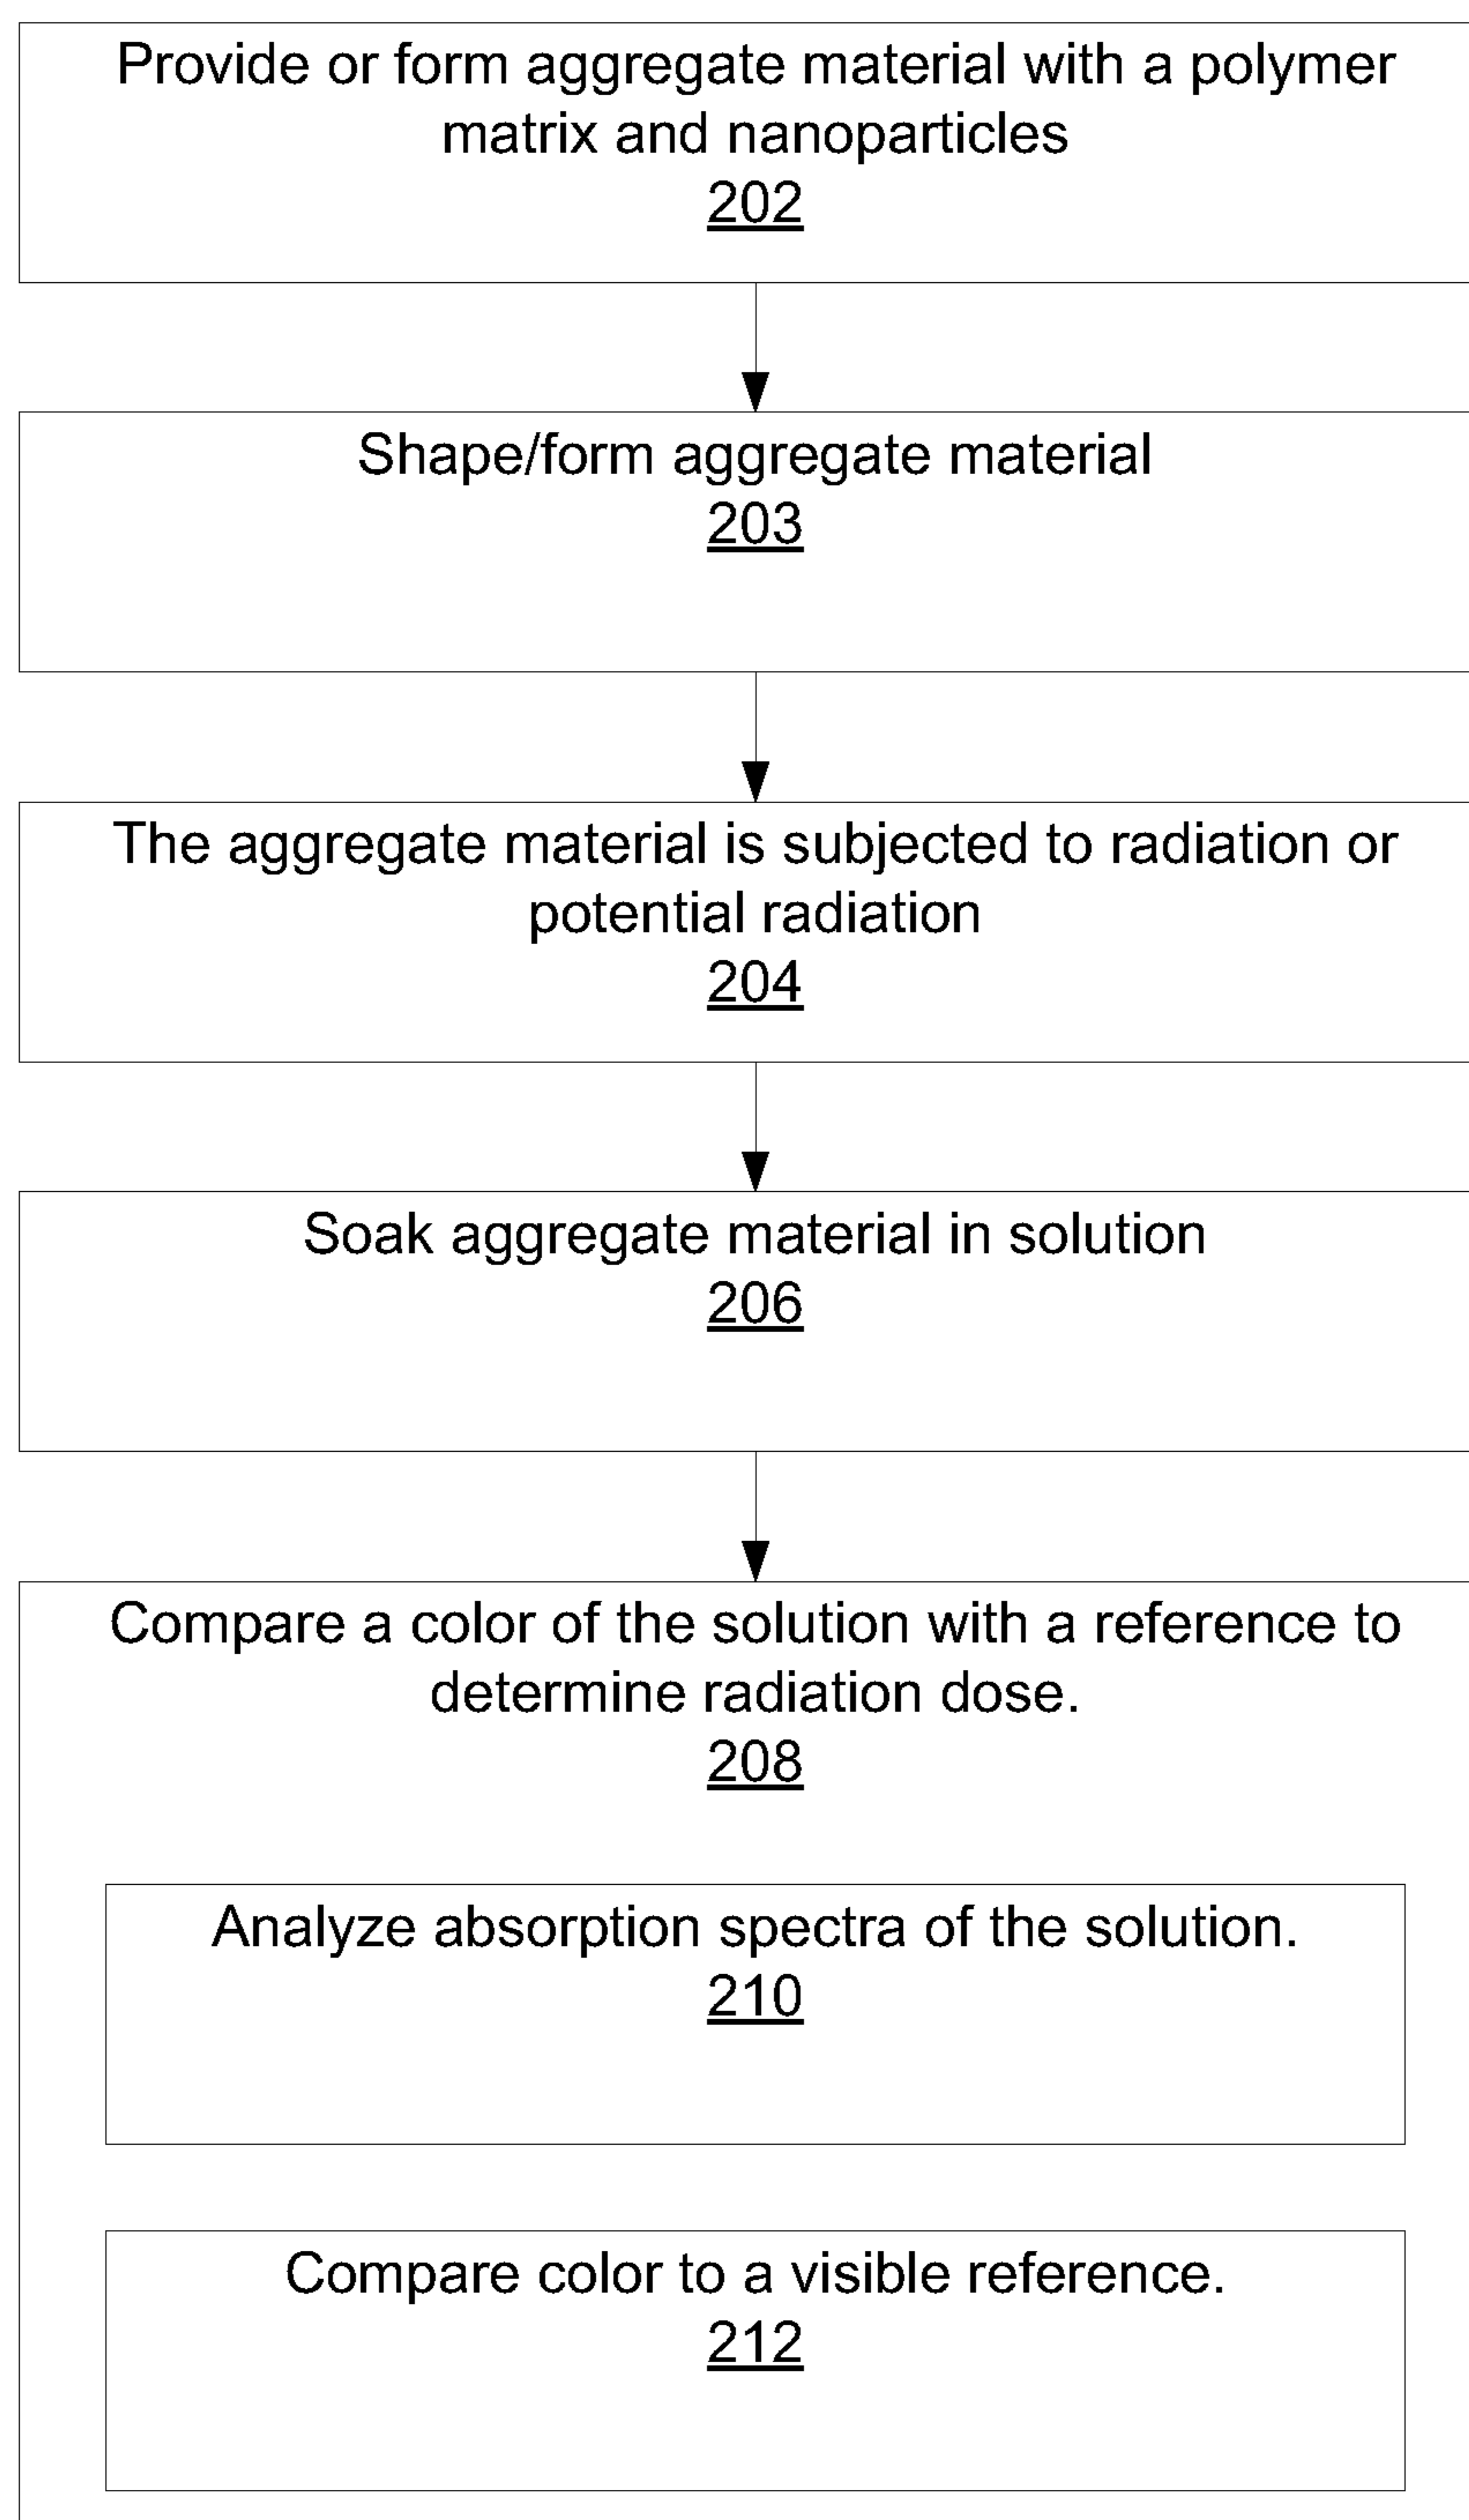 Provide or form aggregate material with a polymer
matrix and nanoparticles
202
Shape/form aggregate material
203
The aggregate material is subjected to radiation or
potential radiation
204
Soak aggregate material in solution
206
Compare a color of the solution with a reference to
determine radiation dose.
208
Analyze absorption spectra of the solution.
210
Compare color to a visible reference.
212